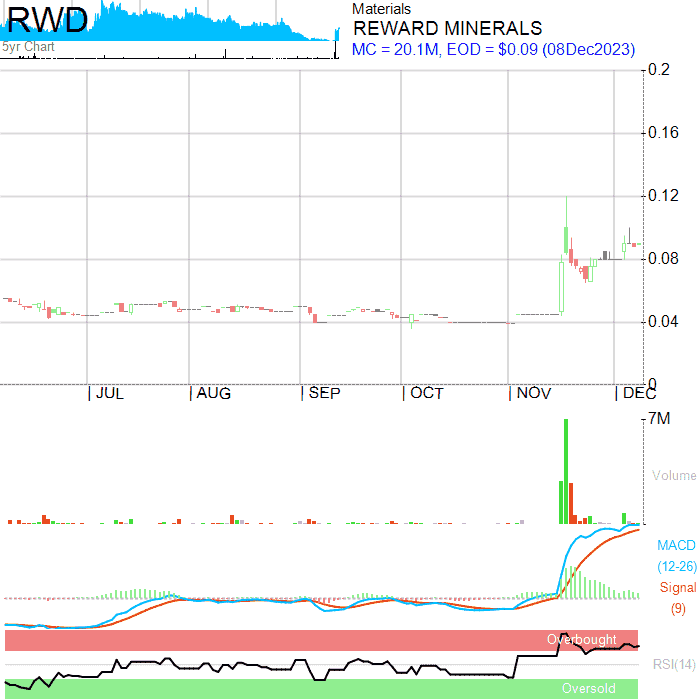 RWD
5yr Chart
Materials
REWARD MINERALS
MC = 20.1M, EOD = $0.09 (08Dec2023)
0.2
0.16
0.12
0.08
0.04
0
JUL AUG SEP OCT NOV DEC
7M
Volume
MACD
(12-26)
Signal
(9)
Overbought
RSI(14)
Oversold